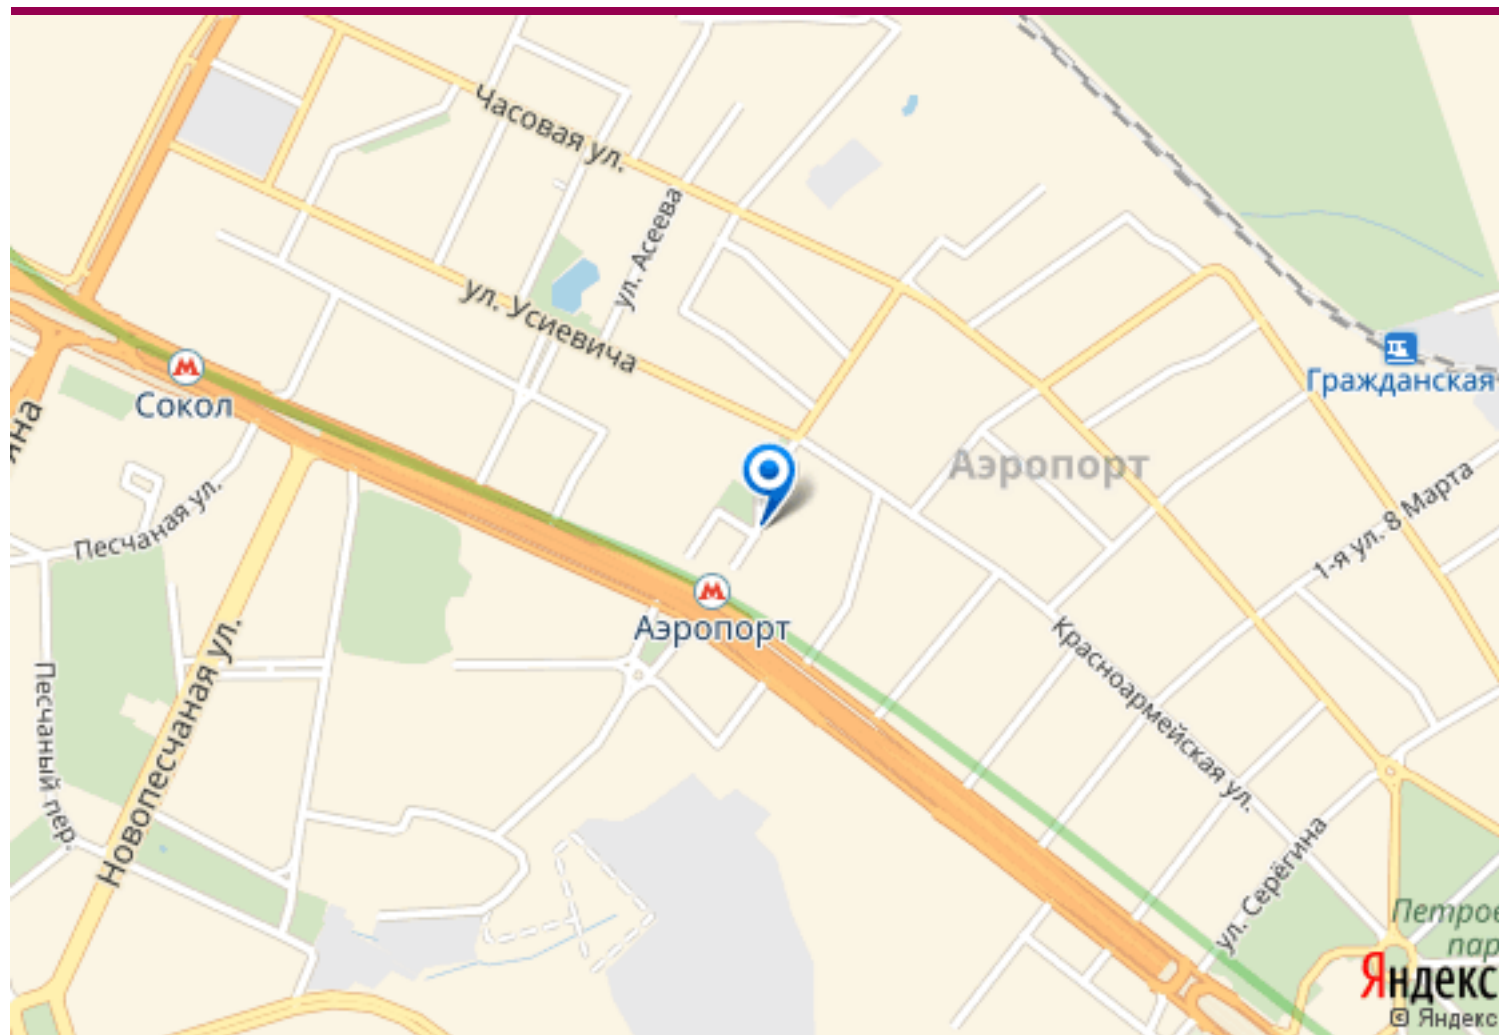 Часовая ул.
ул. Асеева
ул. Усиевича
Сокол
Гражданская
Аэропорт
1-я ул. 8 Марта
Песчаная ул.
Аэропорт
Красноармейская ул.
Новопесчаная ул.
Песчаный пер.
ул. Серёгина
Яндекс
© Яндекс